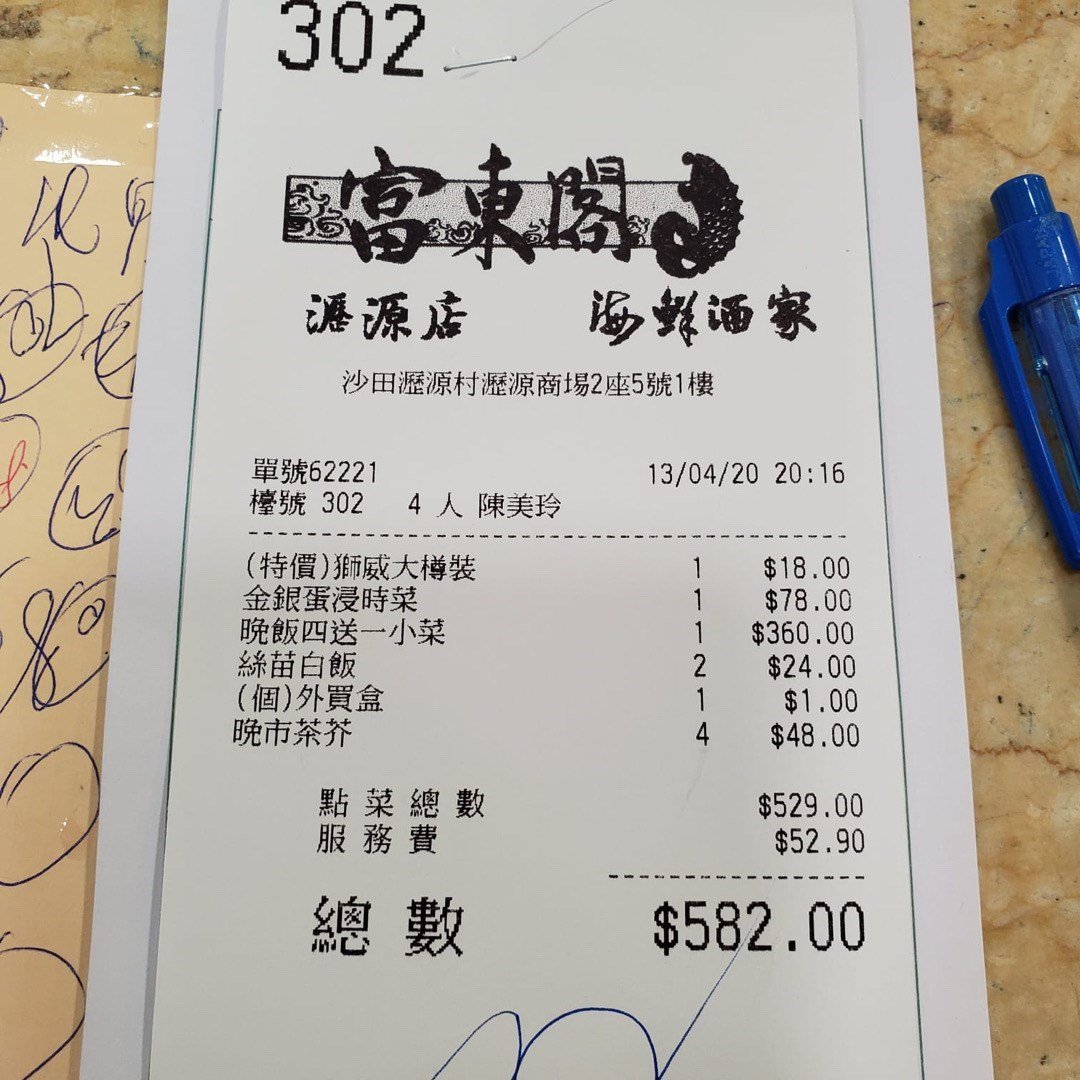 302
富東閣
瀝源店 海鮮酒家
沙田瀝源村瀝源商場2座5號1樓
單號62221 13/04/20 20:16
檯號 302 4 人 陳美玲
(特價)獅威大樽裝 1 $18.00
金銀蛋浸時菜 1 $78.00
晚飯四送一小菜 1 $360.00
絲苗白飯 2 $24.00
(個)外買盒 1 $1.00
晚市茶芥 4 $48.00
點菜總數 $529.00
服務費 $52.90
總數 $582.00